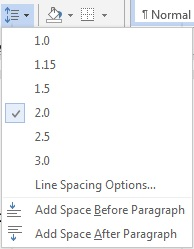 ¶ Normal
1.0
1.15
1.5
2.0
2.5
3.0
Line Spacing Options...
Add Space Before Paragraph
Add Space After Paragraph